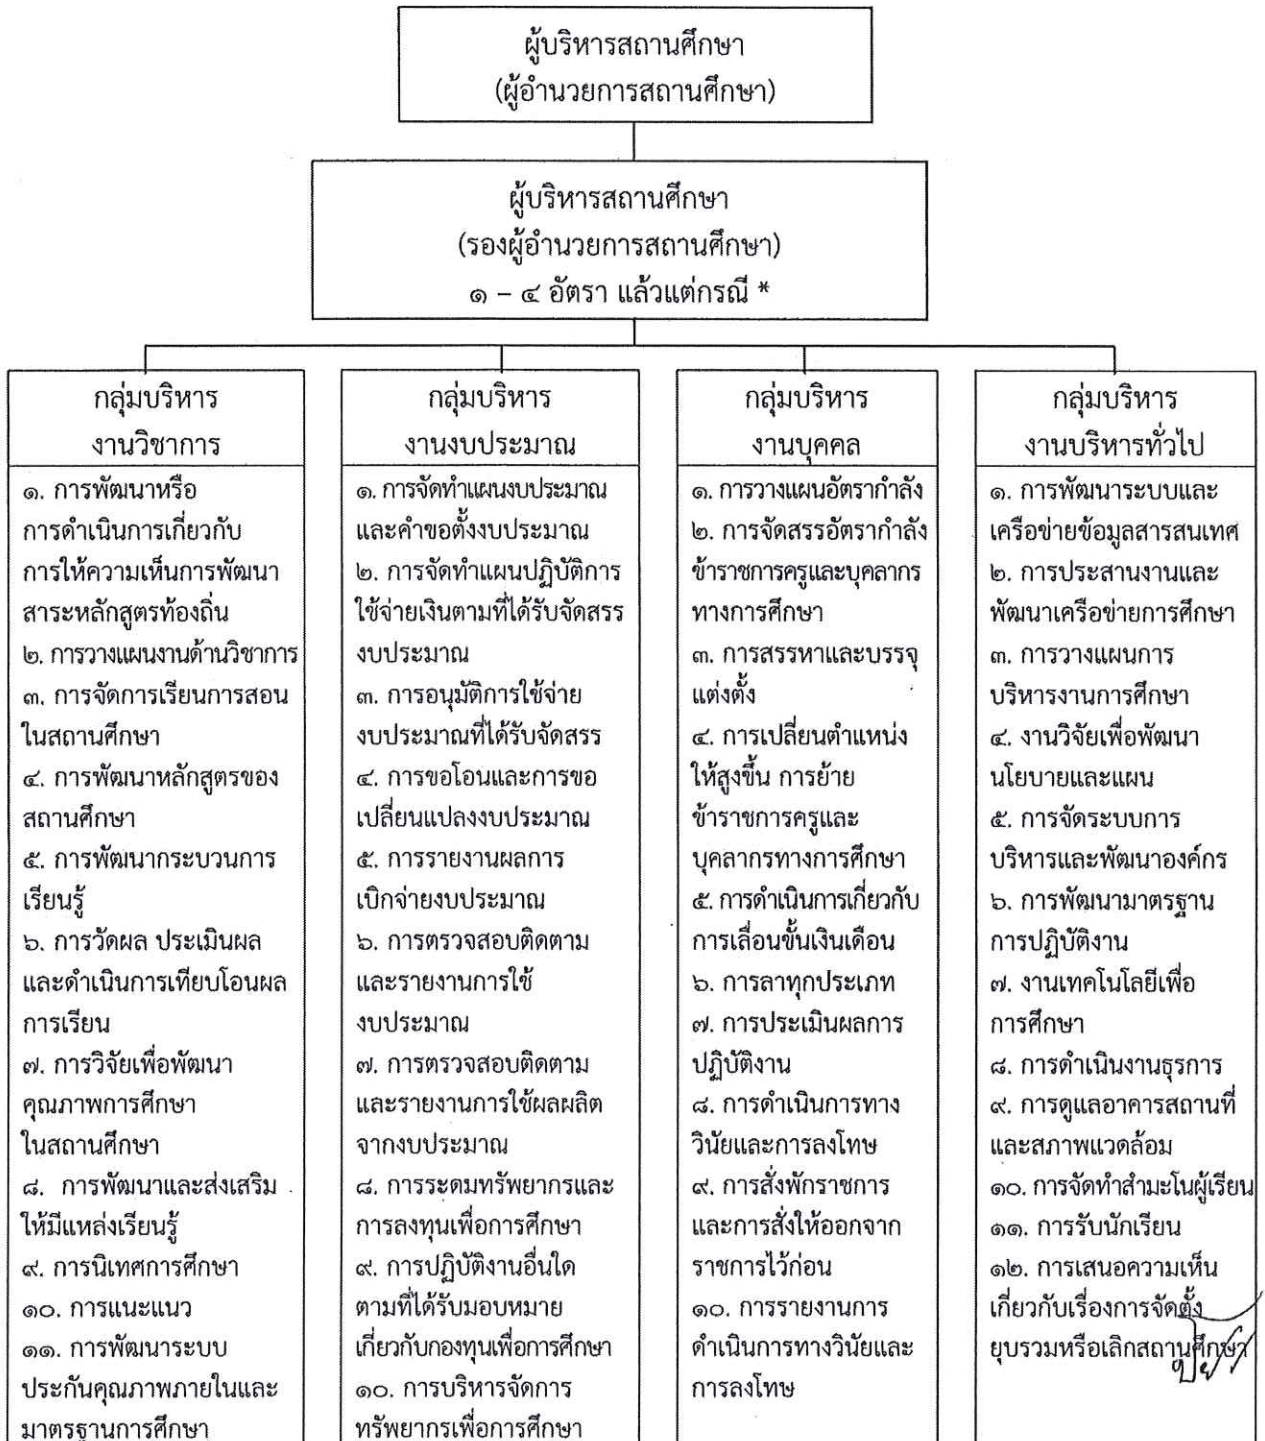 ผู้บริหารสถานศึกษา
(ผู้อำนวยการสถานศึกษา)
ผู้บริหารสถานศึกษา
(รองผู้อำนวยการสถานศึกษา)
๑ – ๔ อัตรา แล้วแต่กรณี *
กลุ่มบริหาร
งานวิชาการ
๑. การพัฒนาหรือ
การดำเนินการเกี่ยวกับ
การให้ความเห็นการพัฒนา
สาระหลักสูตรท้องถิ่น
๒. การวางแผนงานด้านวิชาการ
๓. การจัดการเรียนการสอน
ในสถานศึกษา
๔. การพัฒนาหลักสูตรของ
สถานศึกษา
๕. การพัฒนากระบวนการ
เรียนรู้
๖. การวัดผล ประเมินผล
และดำเนินการเทียบโอนผล
การเรียน
๗. การวิจัยเพื่อพัฒนา
คุณภาพการศึกษา
ในสถานศึกษา
๘. การพัฒนาและส่งเสริม
ให้มีแหล่งเรียนรู้
๙. การนิเทศการศึกษา
๑๐. การแนะแนว
๑๑. การพัฒนาระบบ
ประกันคุณภาพภายในและ
มาตรฐานการศึกษา
กลุ่มบริหาร
งานงบประมาณ
๑. การจัดทำแผนงบประมาณ
และคำขอตั้งงบประมาณ
๒. การจัดทำแผนปฏิบัติการ
ใช้จ่ายเงินตามที่ได้รับจัดสรร
งบประมาณ
๓. การอนุมัติการใช้จ่าย
งบประมาณที่ได้รับจัดสรร
๔. การขอโอนและการขอ
เปลี่ยนแปลงงบประมาณ
๕. การรายงานผลการ
เบิกจ่ายงบประมาณ
๖. การตรวจสอบติดตาม
และรายงานการใช้
งบประมาณ
๗. การตรวจสอบติดตาม
และรายงานการใช้ผลผลิต
จากงบประมาณ
๘. การระดมทรัพยากรและ
การลงทุนเพื่อการศึกษา
๙. การปฏิบัติงานอื่นใด
ตามที่ได้รับมอบหมาย
เกี่ยวกับกองทุนเพื่อการศึกษา
๑๐. การบริหารจัดการ
ทรัพยากรเพื่อการศึกษา
กลุ่มบริหาร
งานบุคคล
๑. การวางแผนอัตรากำลัง
๒. การจัดสรรอัตรากำลัง
ข้าราชการครูและบุคลากร
ทางการศึกษา
๓. การสรรหาและบรรจุ
แต่งตั้ง
๔. การเปลี่ยนตำแหน่ง
ให้สูงขึ้น การย้าย
ข้าราชการครูและ
บุคลากรทางการศึกษา
๕. การดำเนินการเกี่ยวกับ
การเลื่อนขั้นเงินเดือน
๖. การลาทุกประเภท
๗. การประเมินผลการ
ปฏิบัติงาน
๘. การดำเนินการทาง
วินัยและการลงโทษ
๙. การสั่งพักราชการ
และการสั่งให้ออกจาก
ราชการไว้ก่อน
๑๐. การรายงานการ
ดำเนินการทางวินัยและ
การลงโทษ
กลุ่มบริหาร
งานบริหารทั่วไป
๑. การพัฒนาระบบและ
เครือข่ายข้อมูลสารสนเทศ
๒. การประสานงานและ
พัฒนาเครือข่ายการศึกษา
๓. การวางแผนการ
บริหารงานการศึกษา
๔. งานวิจัยเพื่อพัฒนา
นโยบายและแผน
๕. การจัดระบบการ
บริหารและพัฒนาองค์กร
๖. การพัฒนามาตรฐาน
การปฏิบัติงาน
๗. งานเทคโนโลยีเพื่อ
การศึกษา
๘. การดำเนินงานธุรการ
๙. การดูแลอาคารสถานที่
และสภาพแวดล้อม
๑๐. การจัดทำสำมะโนผู้เรียน
๑๑. การรับนักเรียน
๑๒. การเสนอความเห็น
เกี่ยวกับเรื่องการจัดตั้ง
ยุบรวมหรือเลิกสถานศึกษา